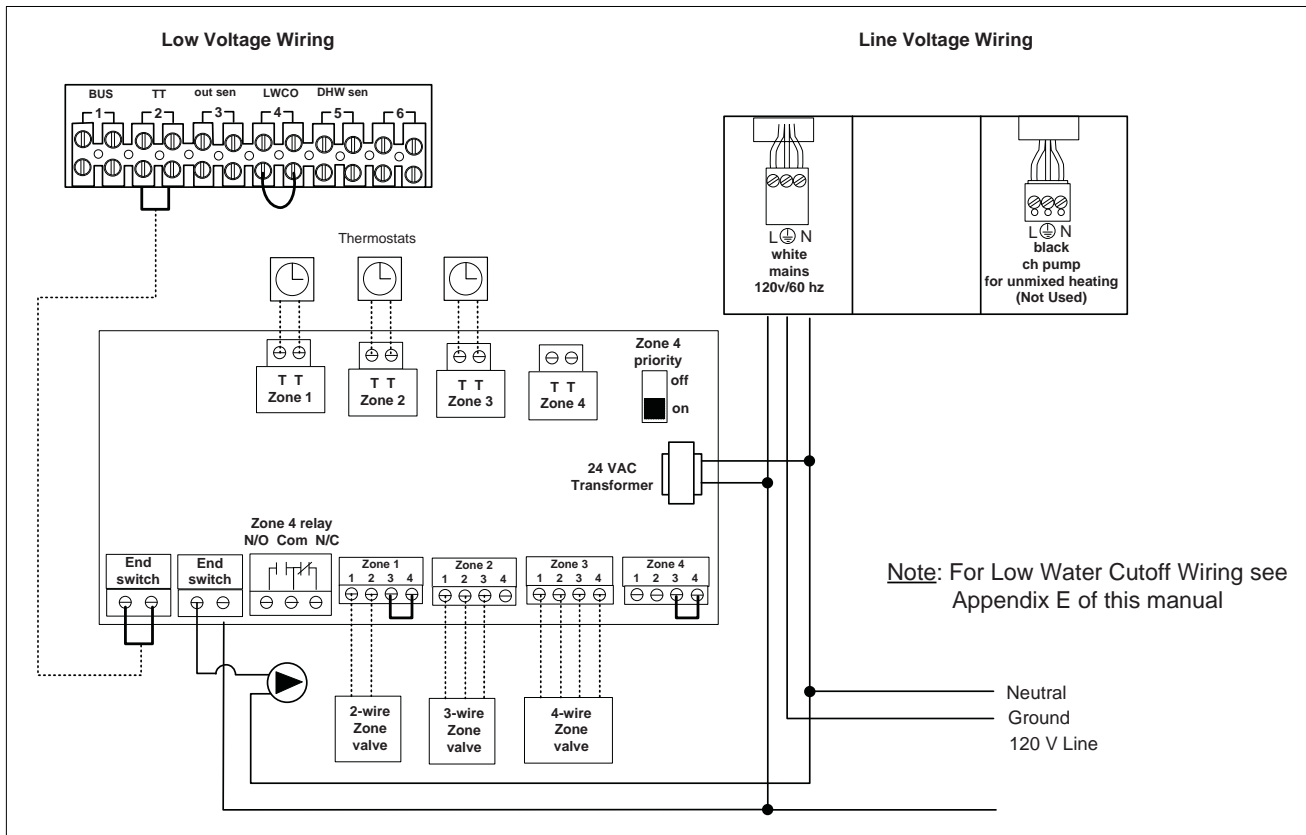 Low Voltage Wiring
Line Voltage Wiring
BUS TT out sen LWCO DHW sen
1 2 3 4 5 6
L N
white
mains
120v/60 hz
L N
black
ch pump
for unmixed heating
(Not Used)
Thermostats
T T
Zone 1
T T
Zone 2
T T
Zone 3
T T
Zone 4
Zone 4
priority
off
on
24 VAC
Transformer
End
switch
End
switch
Zone 4 relay
N/O Com N/C
Zone 1
1 2 3 4
Zone 2
1 2 3 4
Zone 3
1 2 3 4
Zone 4
1 2 3 4
Note: For Low Water Cutoff Wiring see
Appendix E of this manual
2-wire
Zone
valve
3-wire
Zone
valve
4-wire
Zone
valve
Neutral
Ground
120 V Line